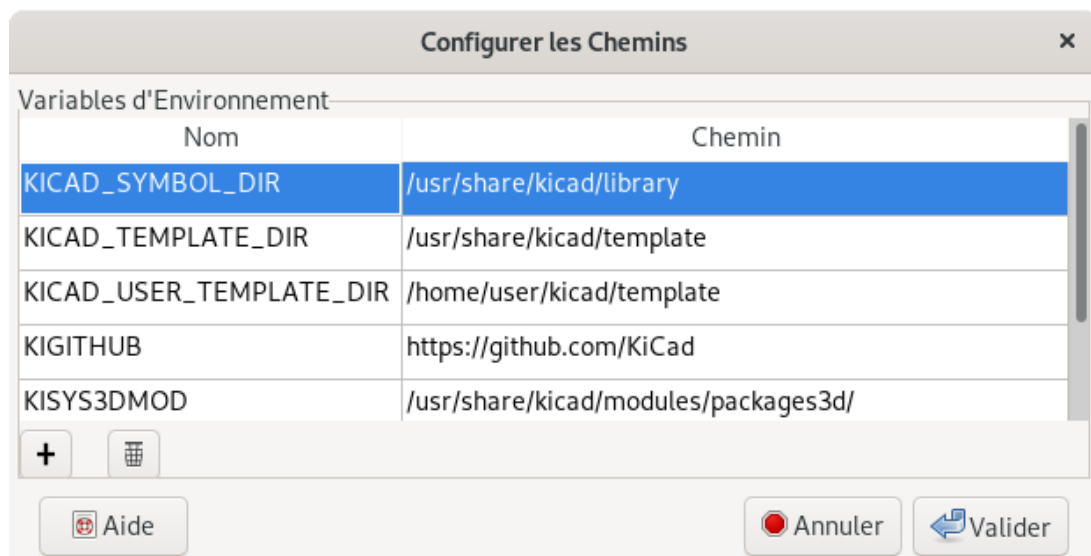 Configurer les Chemins
Variables d'Environnement
Nom Chemin
KICAD_SYMBOL_DIR /usr/share/kicad/library
KICAD_TEMPLATE_DIR /usr/share/kicad/template
KICAD_USER_TEMPLATE_DIR /home/user/kicad/template
KIGITHUB https://github.com/KiCad
KISYS3DMOD /usr/share/kicad/modules/packages3d/
Aide Annuler Valider